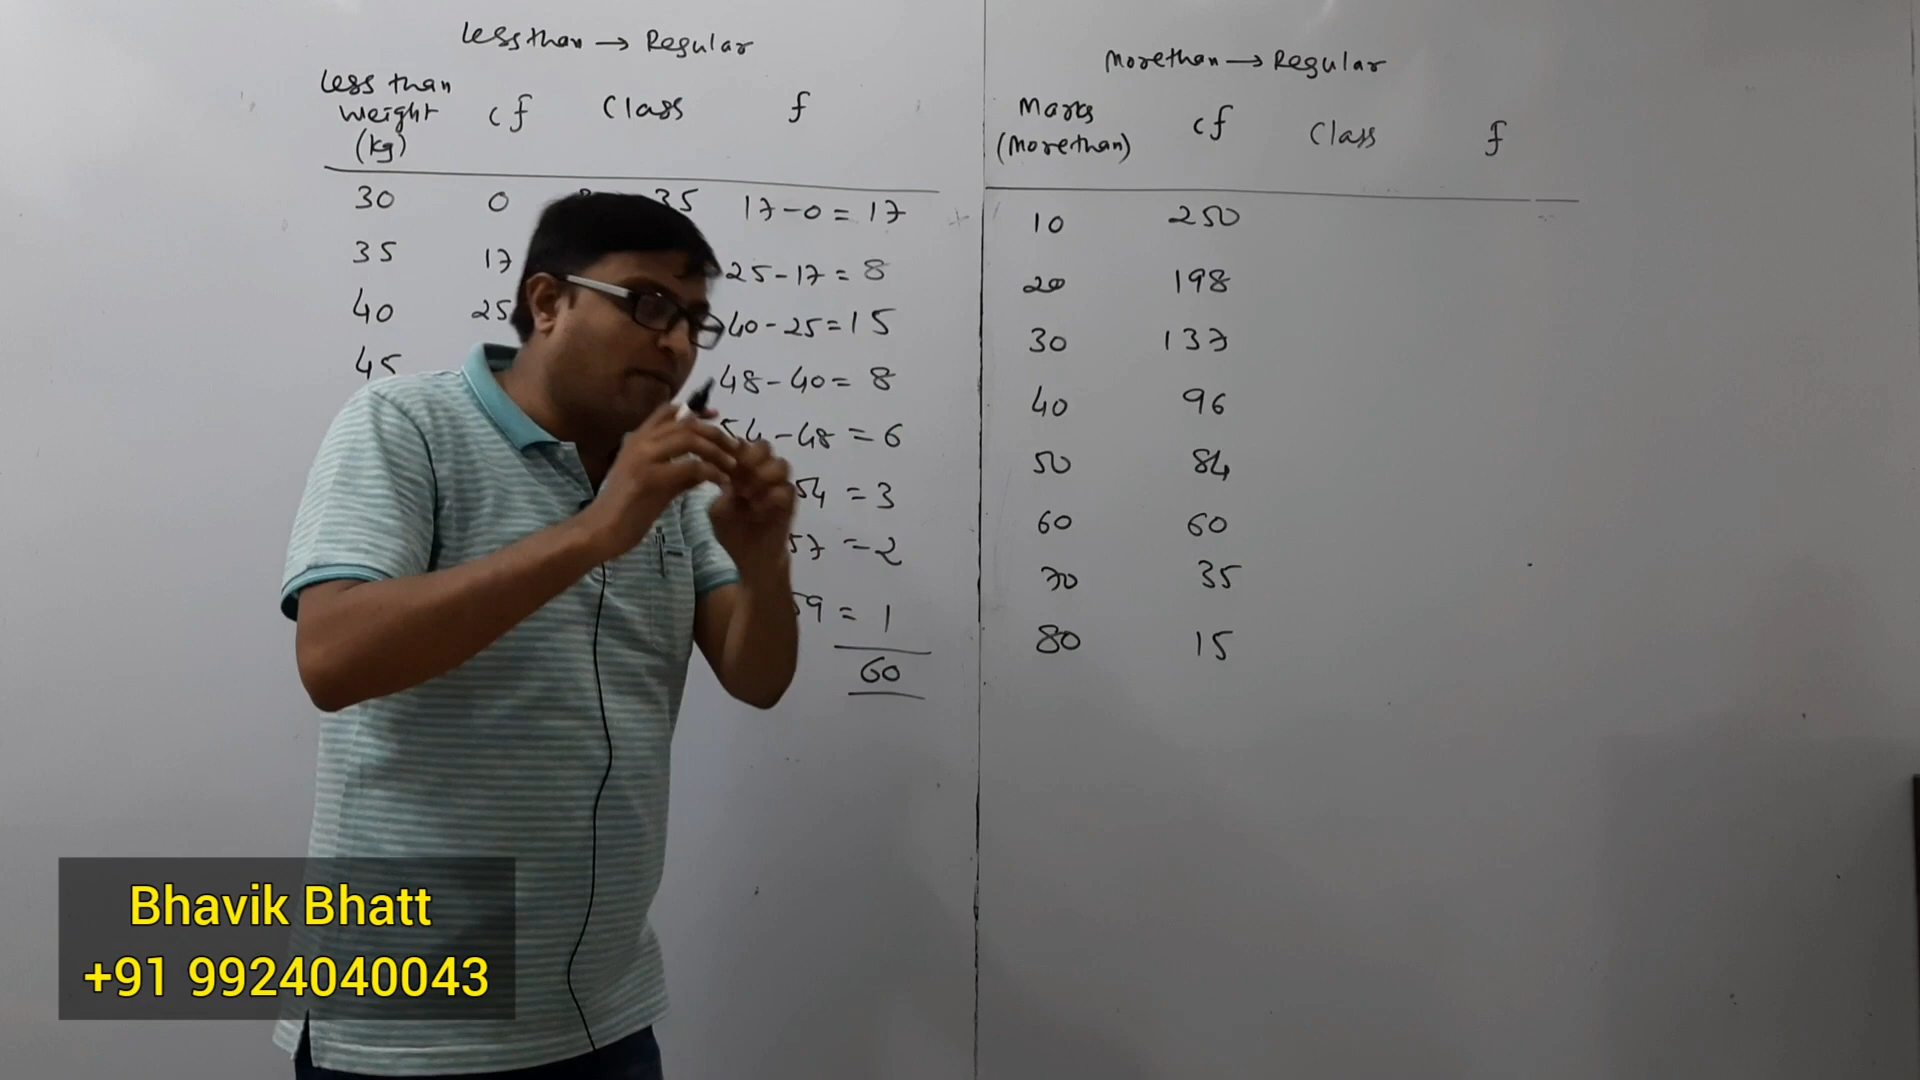 Less than → Regular
Less than Weight (kg) cf Class f
30 0 35 17-0 = 17
35 17 25-17 = 8
40 25 40-25=15
45 48-40= 8
54-48 = 6
54 = 3
57 =2
59 = 1
60
Morethan → Regular
Marks (Morethan) cf Class f
10 250
20 198
30 137
40 96
50 84
60 60
70 35
80 15
Bhavik Bhatt
+91 9924040043